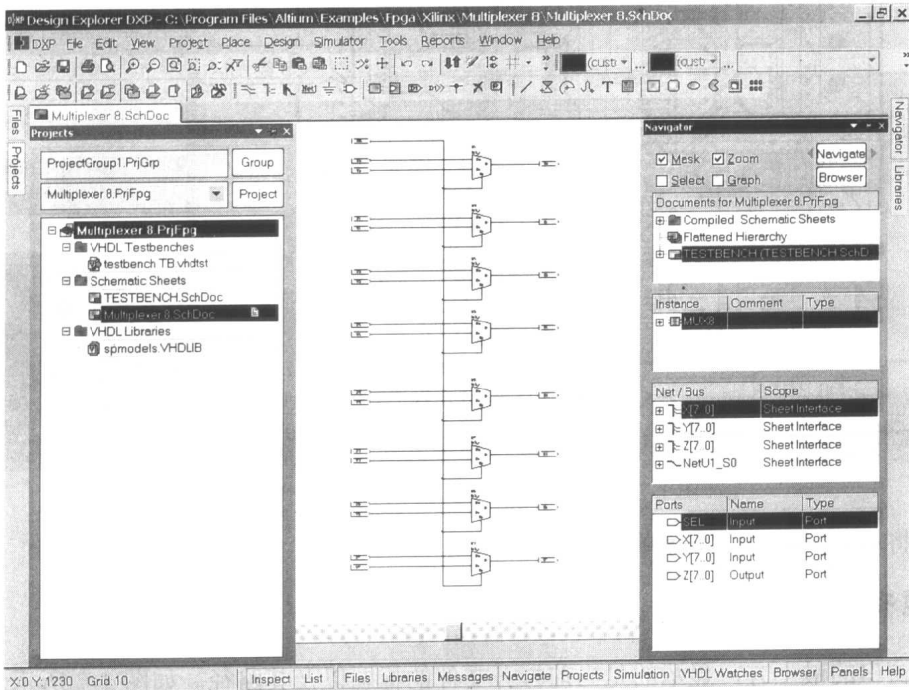 Design Explorer DXP - C: \Program Files\Altium\Examples\Fpga\Xilinx\Multiplexer 8\Multiplexer 8.SchDoc
DXP File Edit View Project Place Design Simulator Tools Reports Window Help
(cust
(cust
Multiplexer 8.SchDoc
Files
Projects
Projects
ProjectGroup1.PrjGrp
Group
Multiplexer 8.PrjFpg
Project
Multiplexer 8.PrjFpg
VHDL Testbenches
testbench TB.vhdtst
Schematic Sheets
TESTBENCH.SchDoc
Multiplexer 8.SchDoc
VHDL Libraries
spmodels.VHDLIB
Navigator
Mask Zoom
Navigate
Select Graph
Browser
Documents for Multiplexer 8.PrjFpg
Compiled Schematic Sheets
Flattened Hierarchy
TESTBENCH (TESTBENCH.SchD
Instance Comment Type
MUX8
Net / Bus Scope
X[7..0] Sheet Interface
Y[7..0] Sheet Interface
Z[7..0] Sheet Interface
NetU1_S0 Sheet Interface
Ports Name Type
SEL Input Port
X[7..0] Input Port
Y[7..0] Input Port
Z[7..0] Output Port
Navigator
Libraries
X:0 Y:1230 Grid:10
Inspect List Files Libraries Messages Navigate Projects Simulation VHDL Watches Browser Panels Help